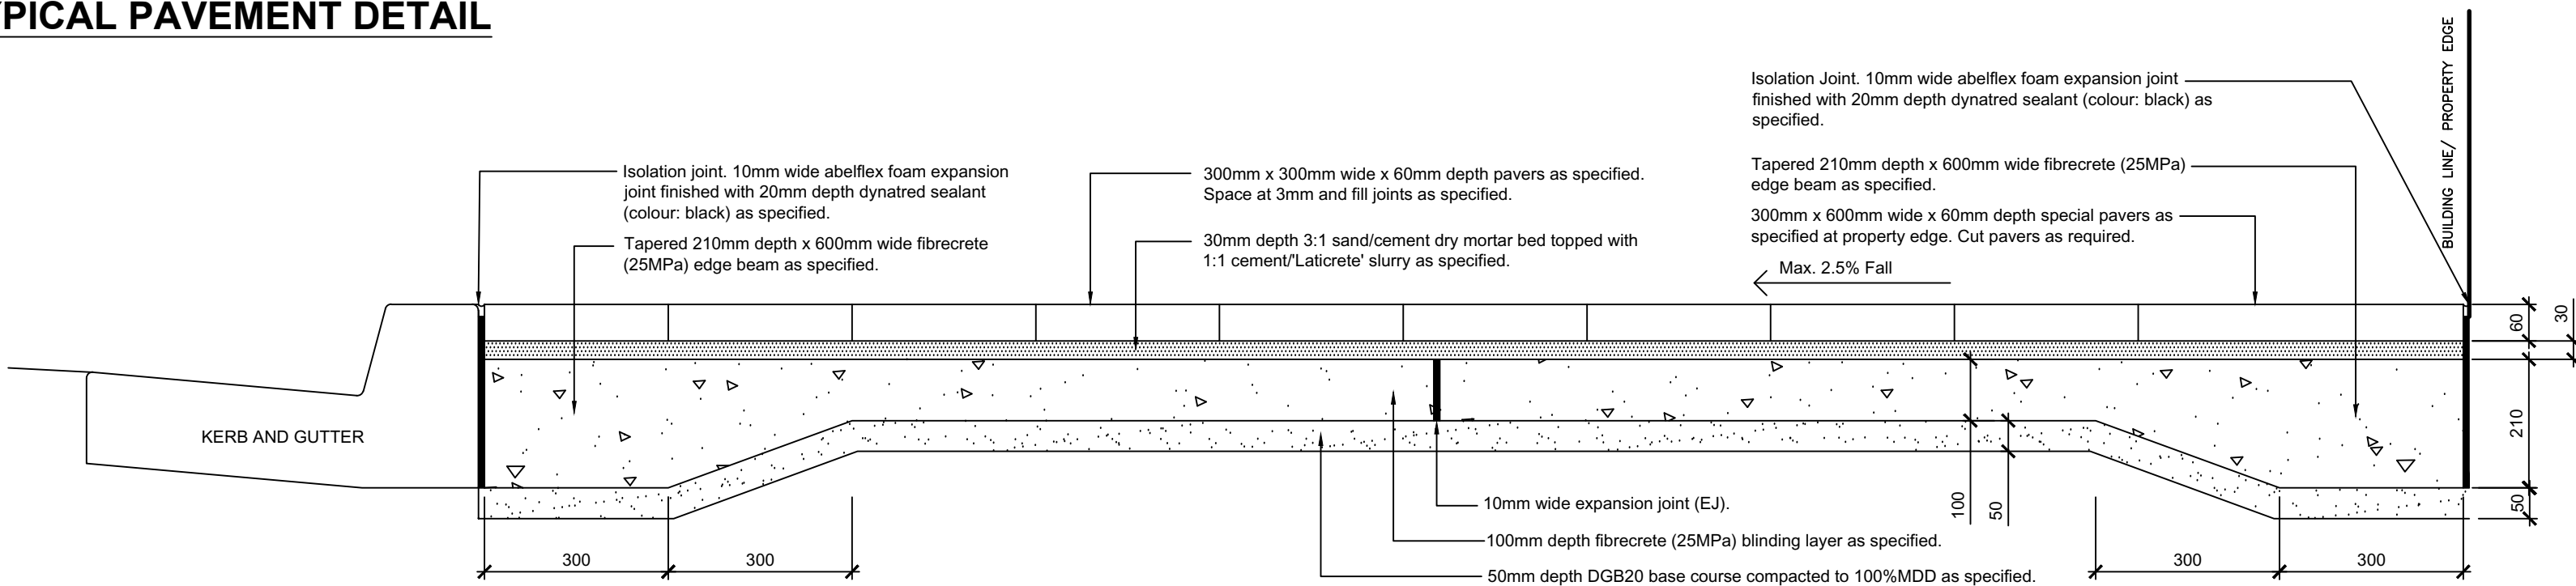 YPICAL PAVEMENT DETAIL
Isolation joint. 10mm wide abelflex foam expansion
joint finished with 20mm depth dynatred sealant
(colour: black) as specified.
Tapered 210mm depth x 600mm wide fibrecrete
(25MPa) edge beam as specified.
300mm x 300mm wide x 60mm depth pavers as specified.
Space at 3mm and fill joints as specified.
30mm depth 3:1 sand/cement dry mortar bed topped with
1:1 cement/'Laticrete' slurry as specified.
Isolation Joint. 10mm wide abelflex foam expansion joint
finished with 20mm depth dynatred sealant (colour: black) as
specified.
Tapered 210mm depth x 600mm wide fibrecrete (25MPa)
edge beam as specified.
300mm x 600mm wide x 60mm depth special pavers as
specified at property edge. Cut pavers as required.
Max. 2.5% Fall
BUILDING LINE/ PROPERTY EDGE
60
30
210
50
KERB AND GUTTER
100
50
10mm wide expansion joint (EJ).
100mm depth fibrecrete (25MPa) blinding layer as specified.
50mm depth DGB20 base course compacted to 100%MDD as specified.
300
300
300
300